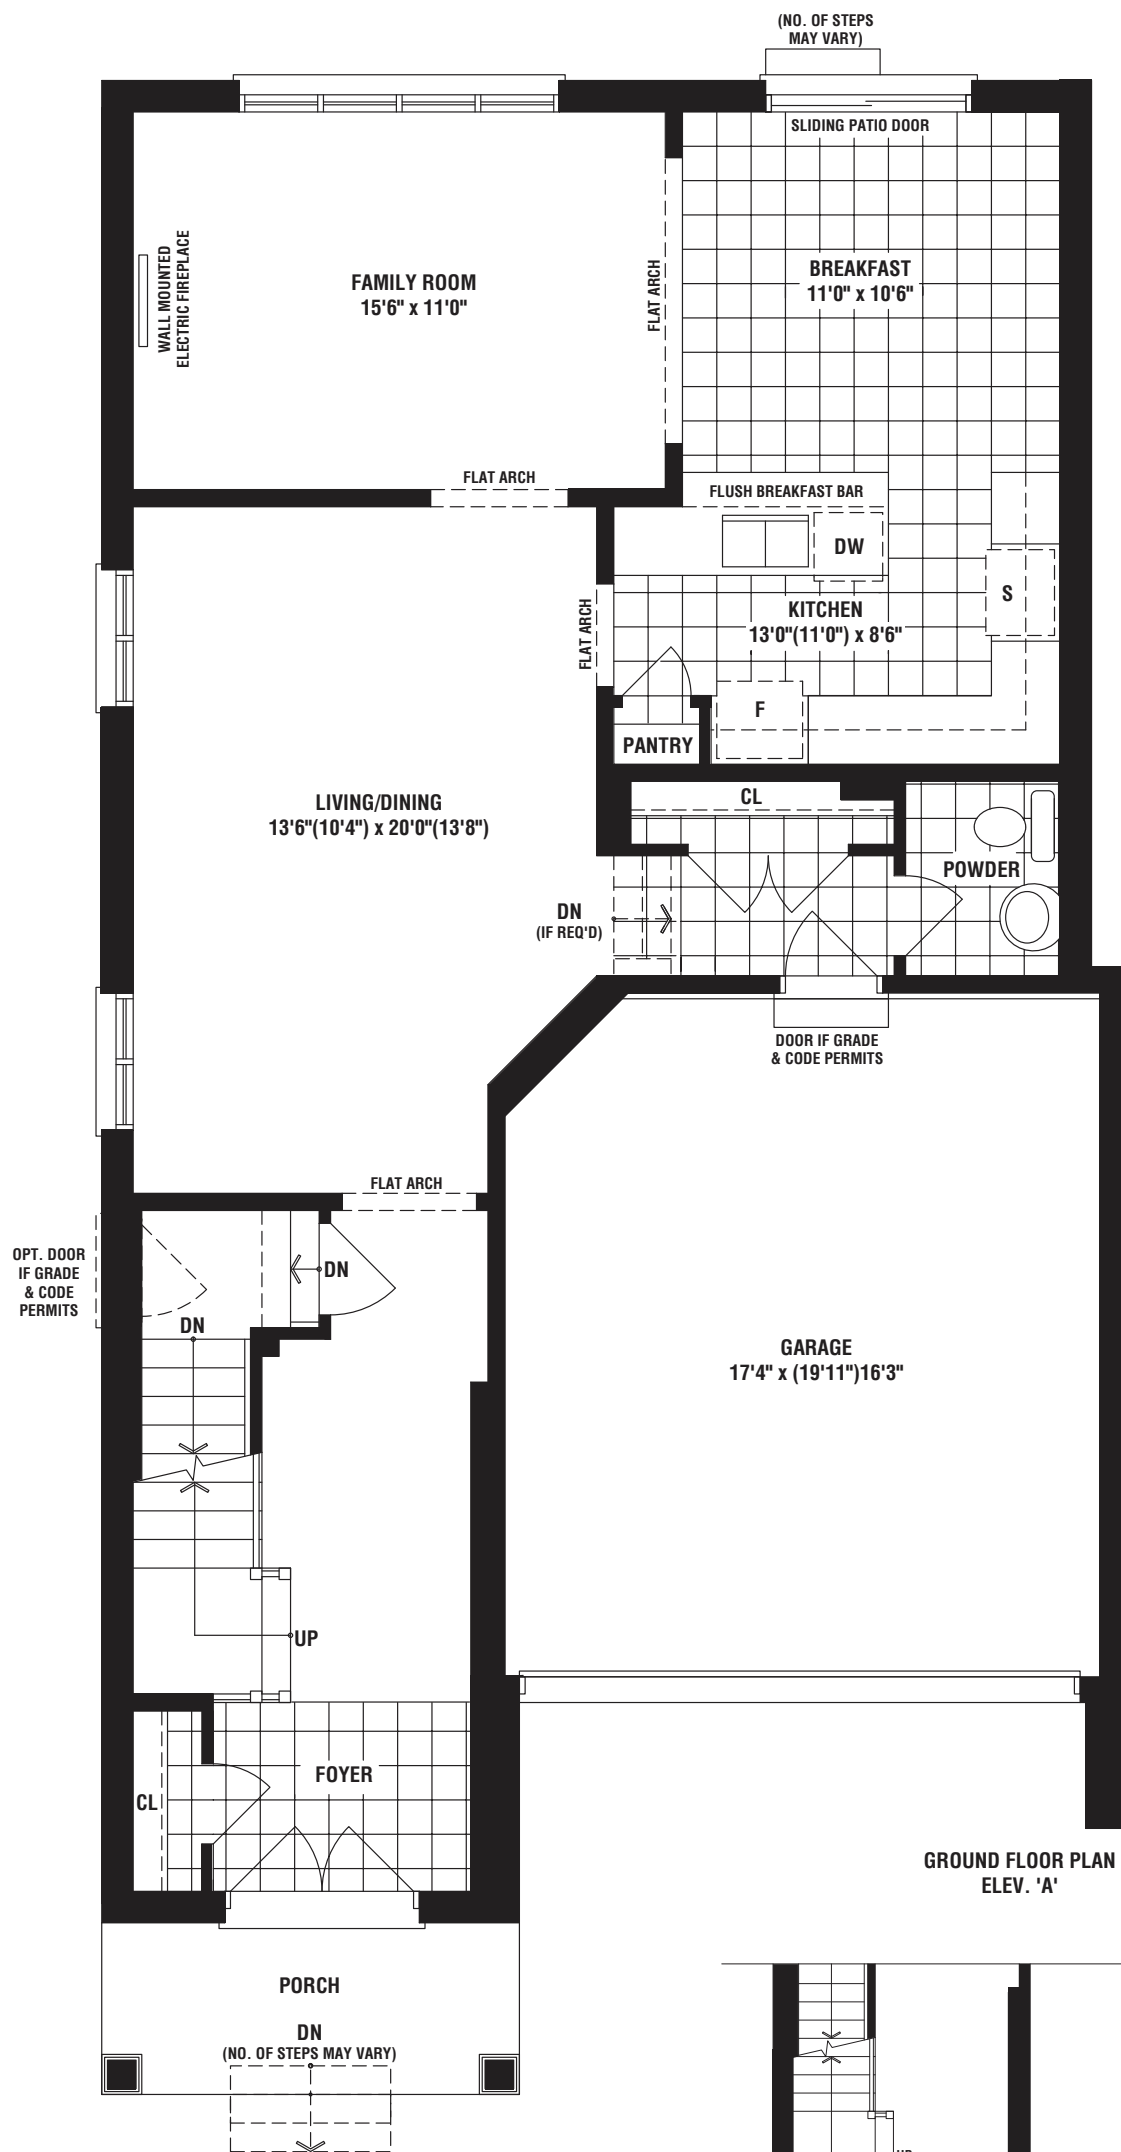 (NO. OF STEPS
MAY VARY)
SLIDING PATIO DOOR
WALL MOUNTED
ELECTRIC FIREPLACE
FAMILY ROOM
15'6" x 11'0"
FLAT ARCH
BREAKFAST
11'0" x 10'6"
FLAT ARCH
FLUSH BREAKFAST BAR
DW
S
FLAT ARCH
KITCHEN
13'0"(11'0") x 8'6"
F
PANTRY
LIVING/DINING
13'6"(10'4") x 20'0"(13'8")
CL
POWDER
DN
(IF REQ'D)
DOOR IF GRADE
& CODE PERMITS
FLAT ARCH
OPT. DOOR
IF GRADE
& CODE
PERMITS
DN
DN
GARAGE
17'4" x (19'11")16'3"
UP
FOYER
CL
GROUND FLOOR PLAN
ELEV. 'A'
PORCH
DN
(NO. OF STEPS MAY VARY)